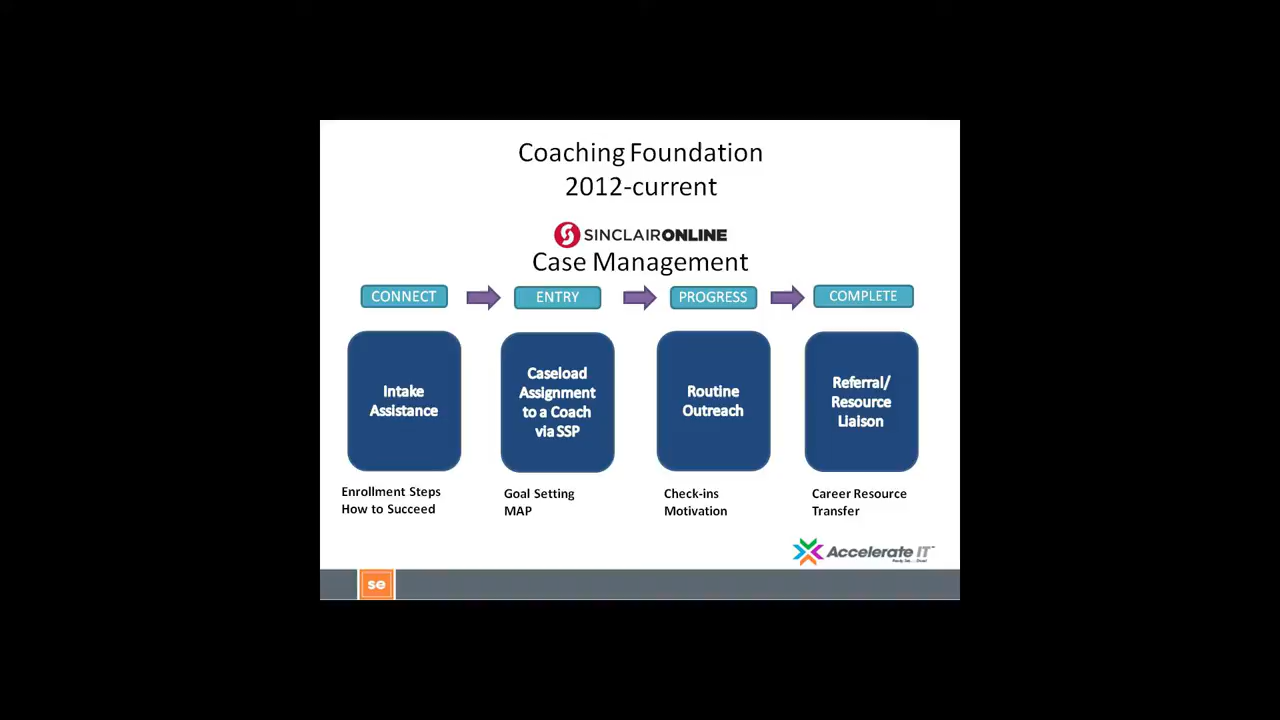 Coaching Foundation
2012-current
SINCLAIRONLINE
Case Management
CONNECT
ENTRY
PROGRESS
COMPLETE
Intake
Assistance
Caseload
Assignment
to a Coach
via SSP
Routine
Outreach
Referral/
Resource
Liaison
Enrollment Steps
How to Succeed
Goal Setting
MAP
Check-ins
Motivation
Career Resource
Transfer
Accelerate IT
se